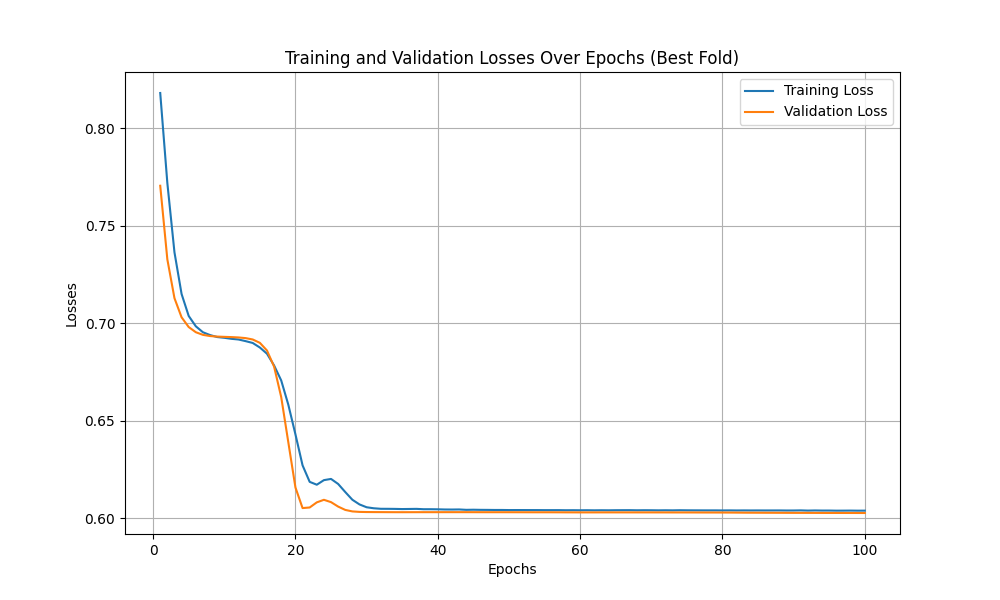 Training and Validation Losses Over Epochs (Best Fold)
Training Loss
Validation Loss
0.80
0.75
0.70
0.65
0.60
Losses
0
20
40
60
80
100
Epochs